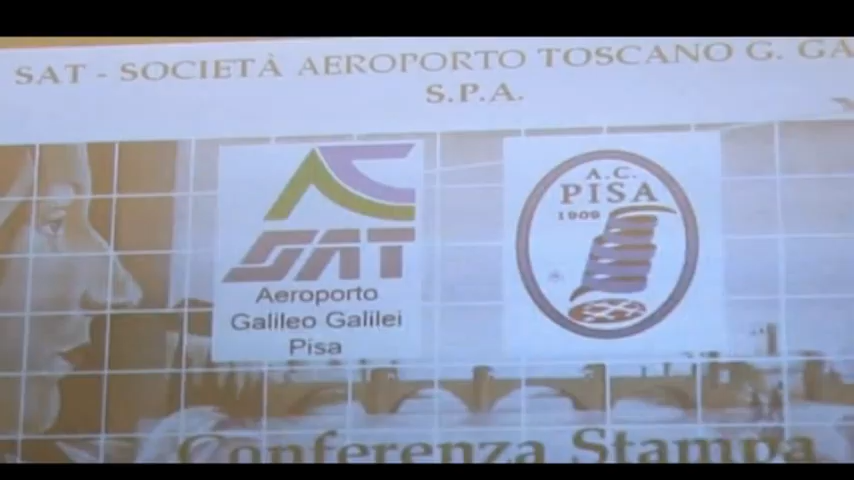 SAT - SOCIETÀ AEROPORTO TOSCANO G. GA
S.P.A.
SAT
Aeroporto
Galileo Galilei
Pisa
A.C.
PISA
1909
Conferenza Stampa